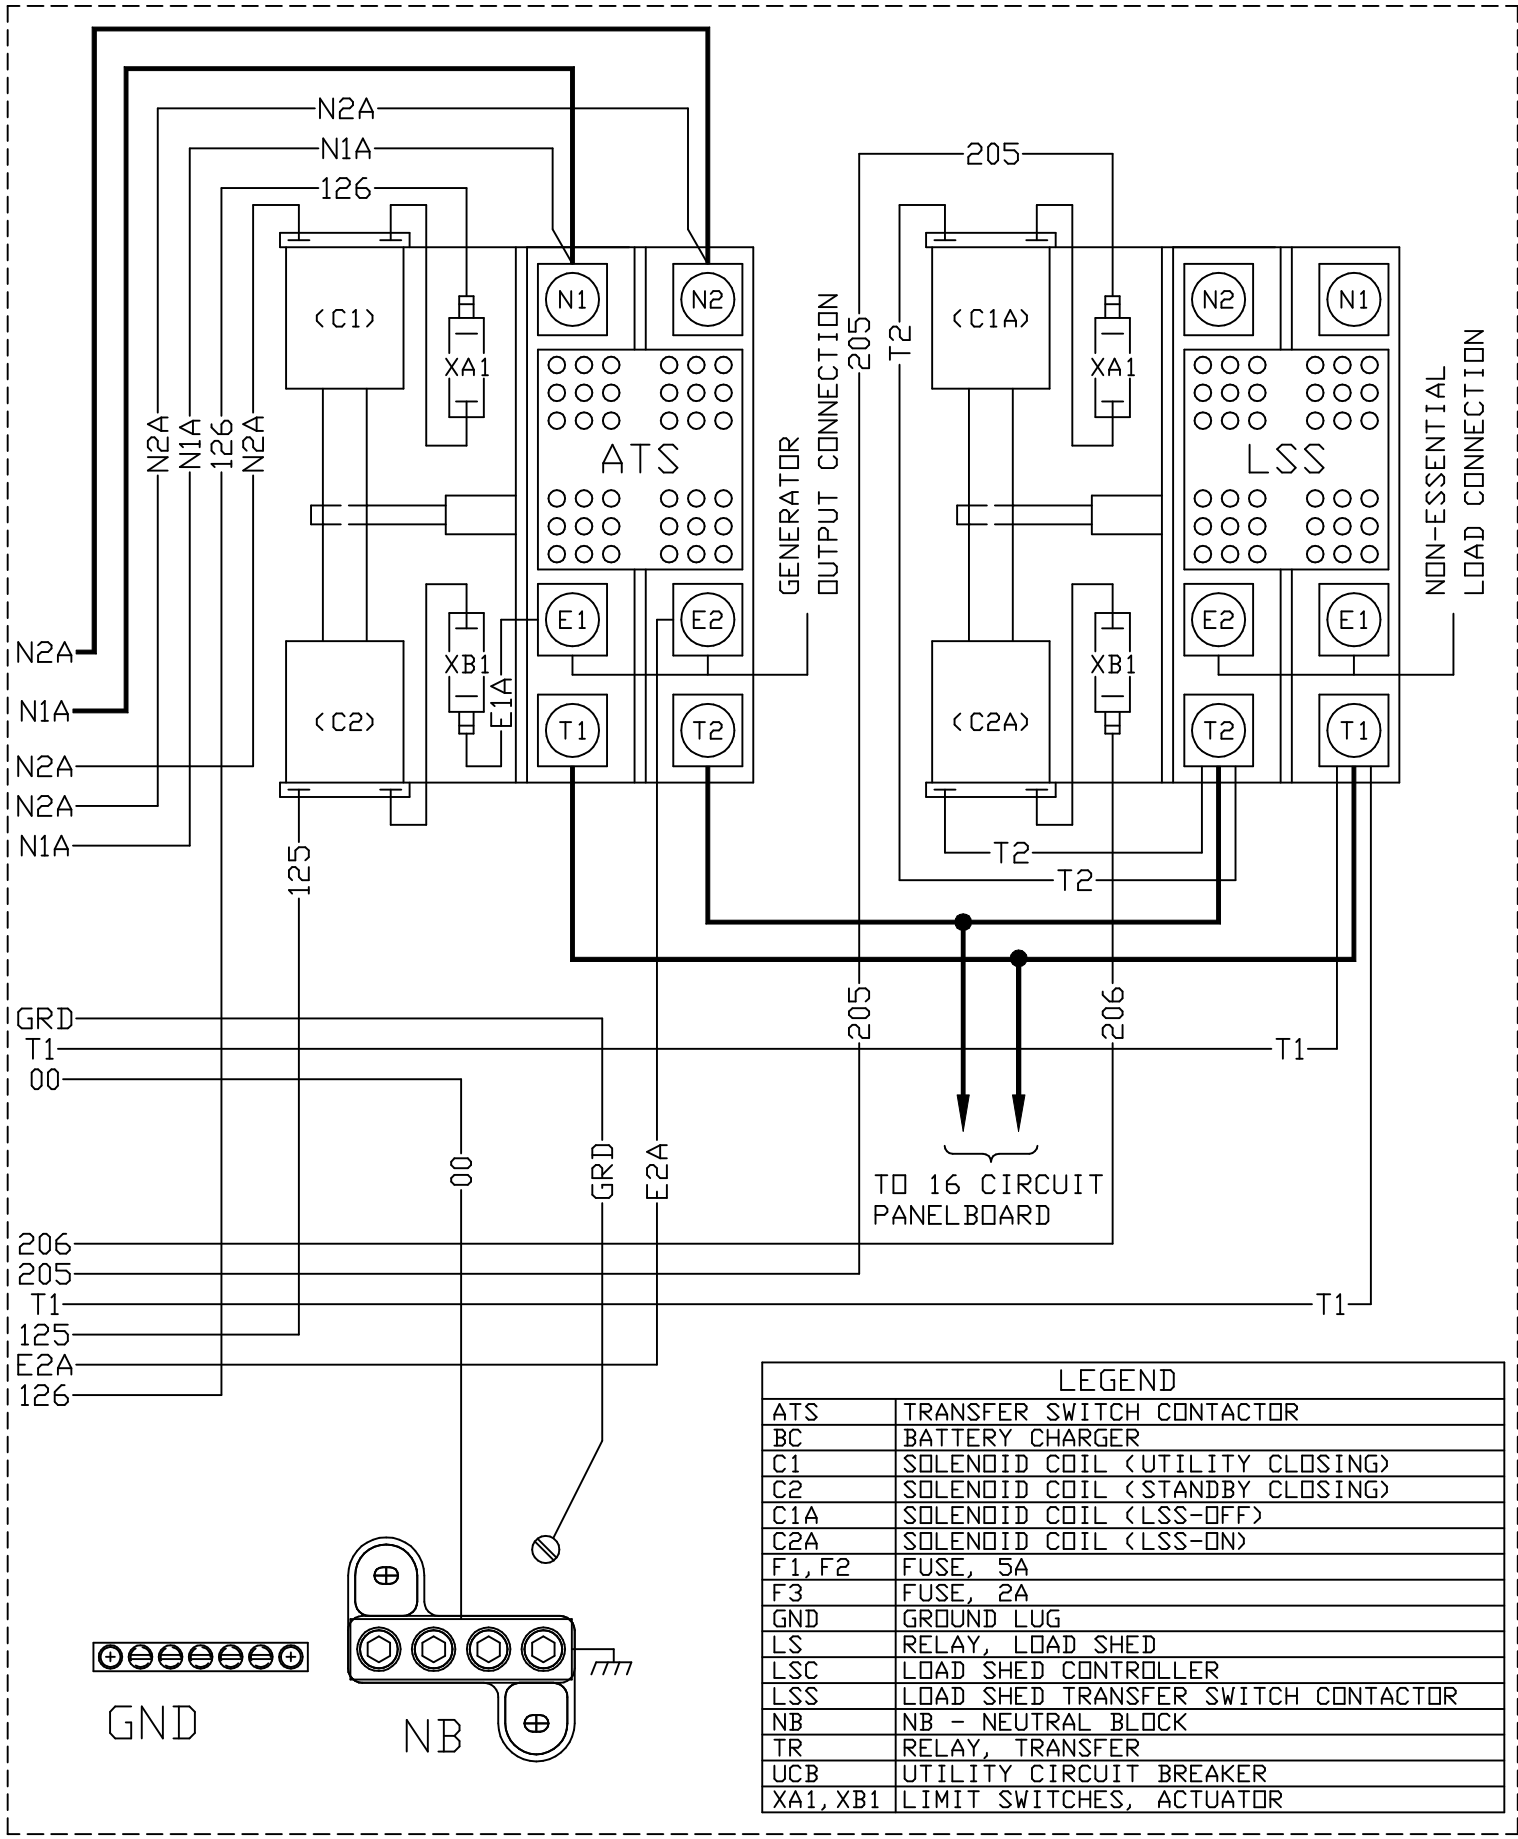 N2A
N1A
205
126
N1
N2
N2
N1
(C1)
(C1A)
XA1
XA1
205
T2
N2A
N1A
126
N2A
ATS
LSS
GENERATOR
OUTPUT CONNECTION
NON-ESSENTIAL
LOAD CONNECTION
E1
E2
E2
E1
N2A
XB1
XB1
E1A
N1A
(C2)
T1
T2
(C2A)
T2
T1
N2A
N2A
N1A
125
T2
T2
205
206
GRD
T1
T1
00
00
GRD
E2A
TO 16 CIRCUIT
PANELBOARD
206
205
T1
T1
125
E2A
126
GND
NB
LEGEND
ATS TRANSFER SWITCH CONTACTOR
BC BATTERY CHARGER
C1 SOLENOID COIL (UTILITY CLOSING)
C2 SOLENOID COIL (STANDBY CLOSING)
C1A SOLENOID COIL (LSS-OFF)
C2A SOLENOID COIL (LSS-ON)
F1,F2 FUSE, 5A
F3 FUSE, 2A
GND GROUND LUG
LS RELAY, LOAD SHED
LSC LOAD SHED CONTROLLER
LSS LOAD SHED TRANSFER SWITCH CONTACTOR
NB NB - NEUTRAL BLOCK
TR RELAY, TRANSFER
UCB UTILITY CIRCUIT BREAKER
XA1,XB1 LIMIT SWITCHES, ACTUATOR